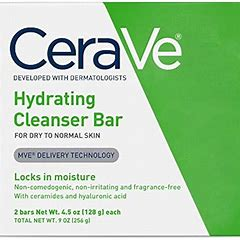 CeraVe
DEVELOPED WITH DERMATOLOGISTS
Hydrating
Cleanser Bar
FOR DRY TO NORMAL SKIN
MVE® DELIVERY TECHNOLOGY
Locks in moisture
Non-comedogenic, non-irritating and fragrance-free
With ceramides and hyaluronic acid
2 bars Net Wt. 4.5 oz (128 g) each
TOTAL NET WT. 9 OZ (256 g)